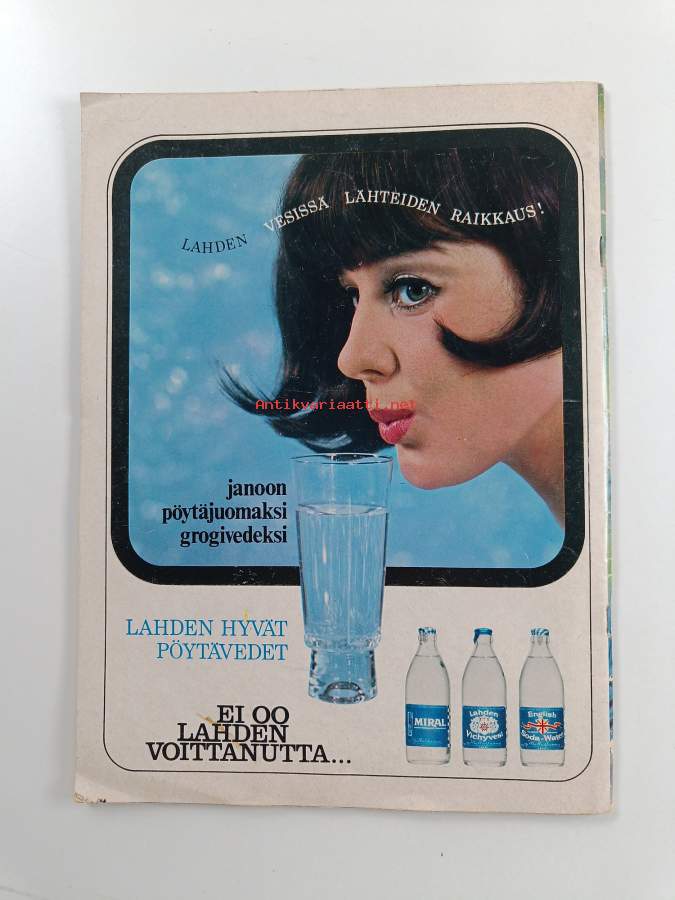 LAHDEN VESISSÄ LÄHTEIDEN RAIKKAUS!
Antikvariaatti.net
janoon
pöytäjuomaksi
grogivedeksi
LAHDEN HYVÄT
PÖYTÄVEDET
EI OO
LAHDEN
VOITTANUTTA...
MIRAL
Lahden
Vichyvesi
English
Soda-Water